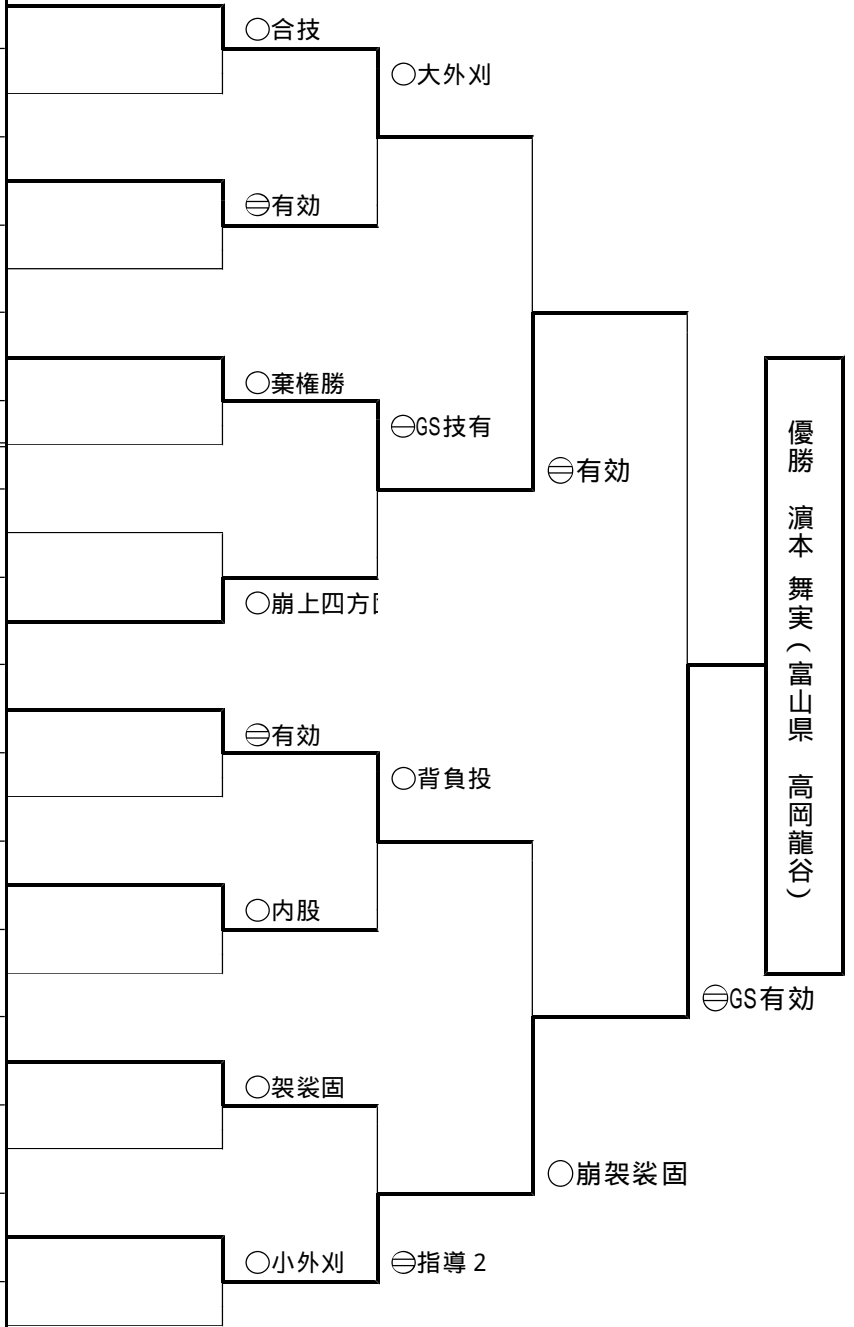 ○合技
○大外刈
㊀有効
○棄権勝
㊀GS技有
㊀有効
○崩上四方
㊀有効
○背負投
○内股
優勝　濵本 舞実(富山県　高岡龍谷)
㊀GS有効
○袈裟固
○崩袈裟固
○小外刈
㊀指導２